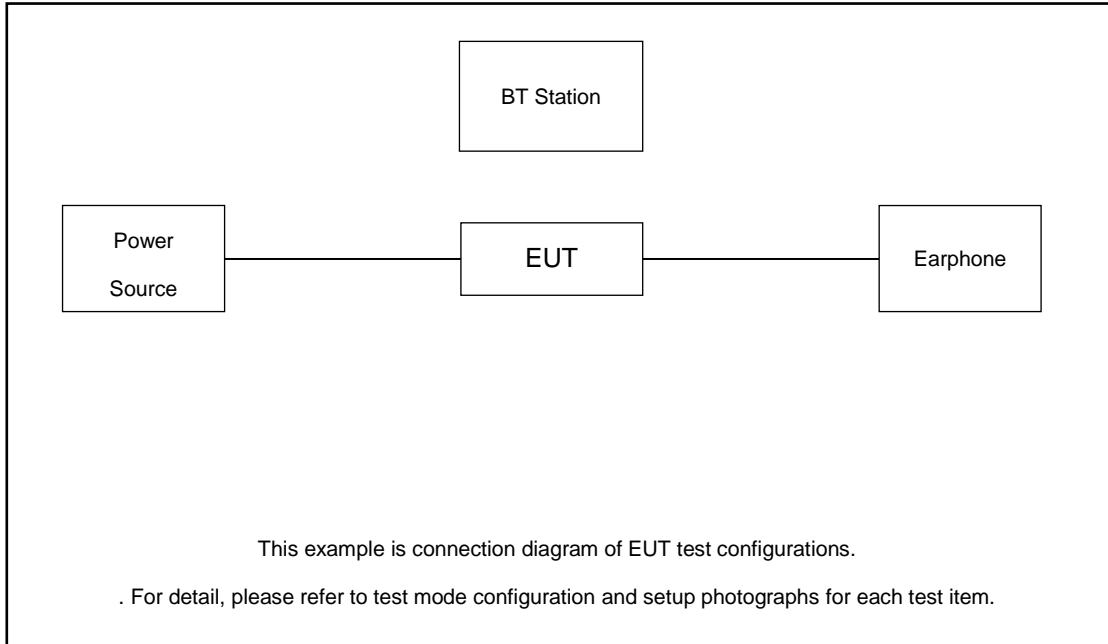 BT Station
Power
Source
EUT
Earphone
This example is connection diagram of EUT test configurations.
. For detail, please refer to test mode configuration and setup photographs for each test item.